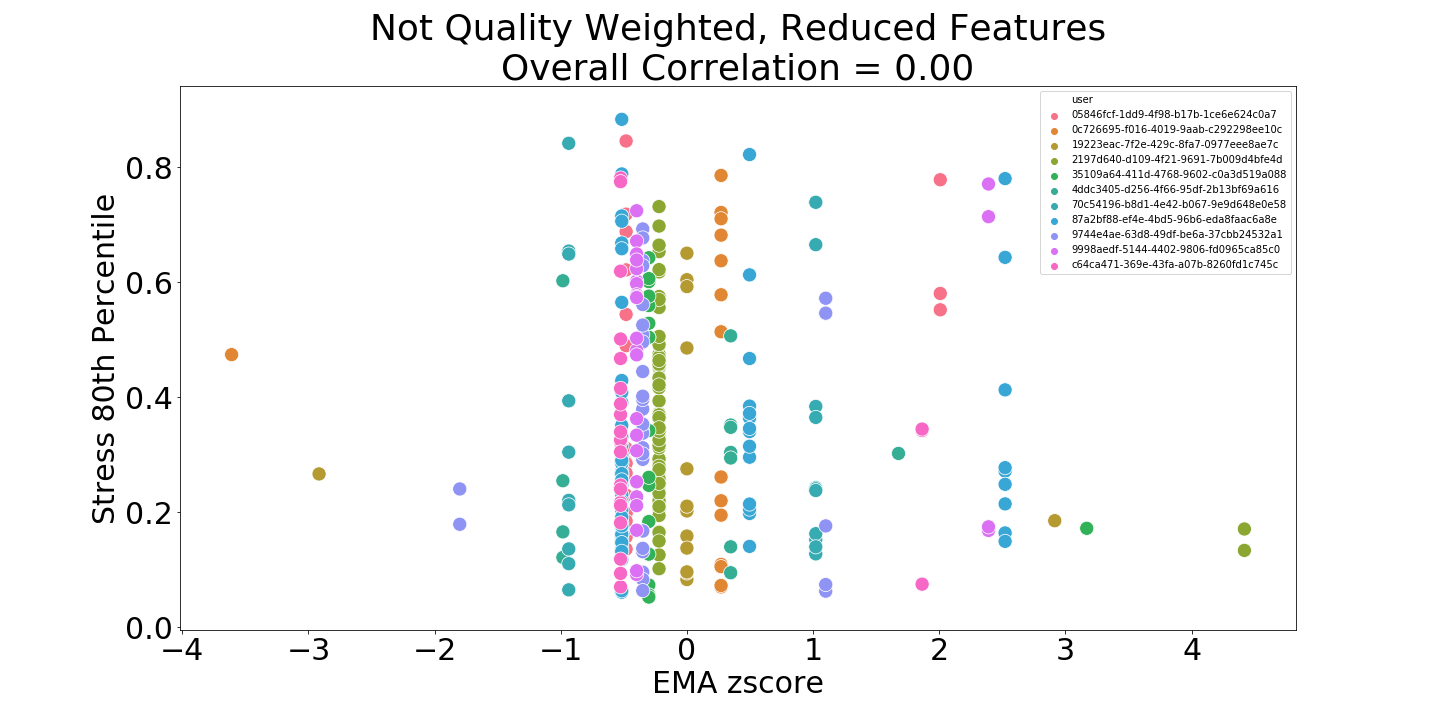 Not Quality Weighted, Reduced Features
Overall Correlation = 0.00
user
05846fcf-1dd9-4f98-b17b-1ce6e624c0a7
0c726695-f016-4019-9aab-c292298ee10c
19223eac-7f2e-429c-8fa7-0977eee8ae7c
2197d640-d109-4f21-9691-7b009d4bfe4d
35109a64-411d-4768-9602-c0a3d519a088
4ddc3405-d256-4f66-95df-2b13bf69a616
70c54196-b8d1-4e42-b067-9e9d648e0e58
87a2bf88-ef4e-4bd5-96b6-eda8faac6a8e
9744e4ae-63d8-49df-be6a-37cbb24532a1
9998aedf-5144-4402-9806-fd0965ca85c0
c64ca471-369e-43fa-a07b-8260fd1c745c
Stress 80th Percentile
0.8
0.6
0.4
0.2
0.0
−4 −3 −2 −1 0 1 2 3 4
EMA zscore